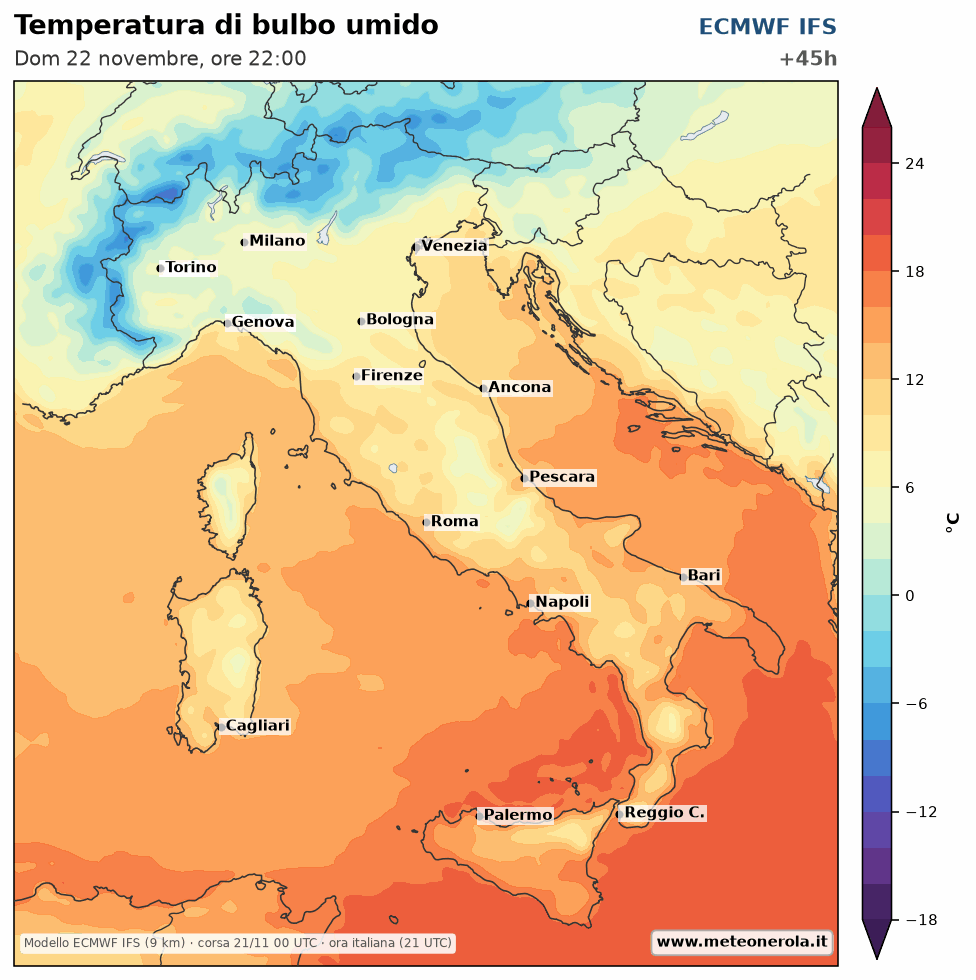 Temperatura di bulbo umido
ECMWF IFS
Dom 22 novembre, ore 22:00
+45h
Milano
Venezia
Torino
Genova
Bologna
Firenze
Ancona
Pescara
Roma
Bari
Napoli
Cagliari
Palermo
Reggio C.
24
18
12
6
0
−6
−12
−18
°C
Modello ECMWF IFS (9 km) · corsa 21/11 00 UTC · ora italiana (21 UTC)
www.meteonerola.it